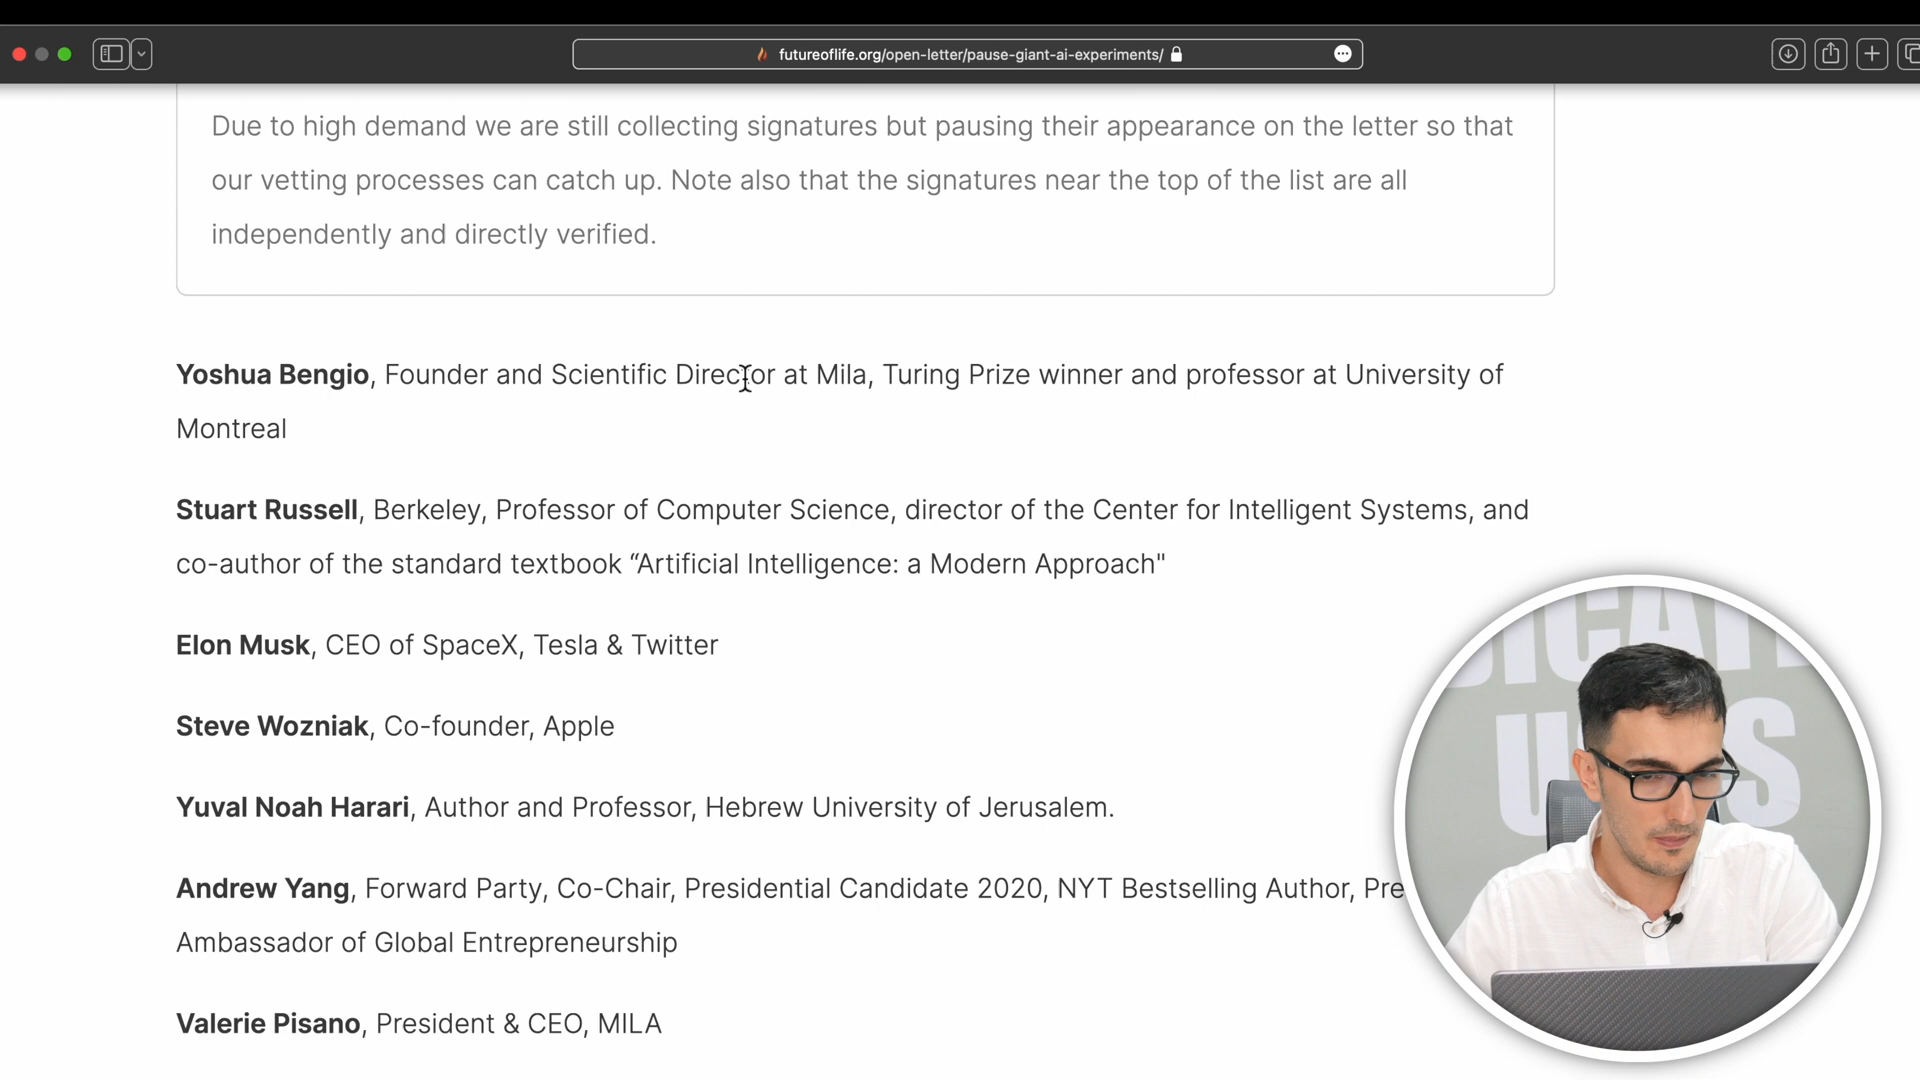 futureoflife.org/open-letter/pause-giant-ai-experiments/
Due to high demand we are still collecting signatures but pausing their appearance on the letter so that
our vetting processes can catch up. Note also that the signatures near the top of the list are all
independently and directly verified.
Yoshua Bengio, Founder and Scientific Director at Mila, Turing Prize winner and professor at University of
Montreal
Stuart Russell, Berkeley, Professor of Computer Science, director of the Center for Intelligent Systems, and
co-author of the standard textbook “Artificial Intelligence: a Modern Approach"
Elon Musk, CEO of SpaceX, Tesla & Twitter
Steve Wozniak, Co-founder, Apple
Yuval Noah Harari, Author and Professor, Hebrew University of Jerusalem.
Andrew Yang, Forward Party, Co-Chair, Presidential Candidate 2020, NYT Bestselling Author, Pre
Ambassador of Global Entrepreneurship
Valerie Pisano, President & CEO, MILA